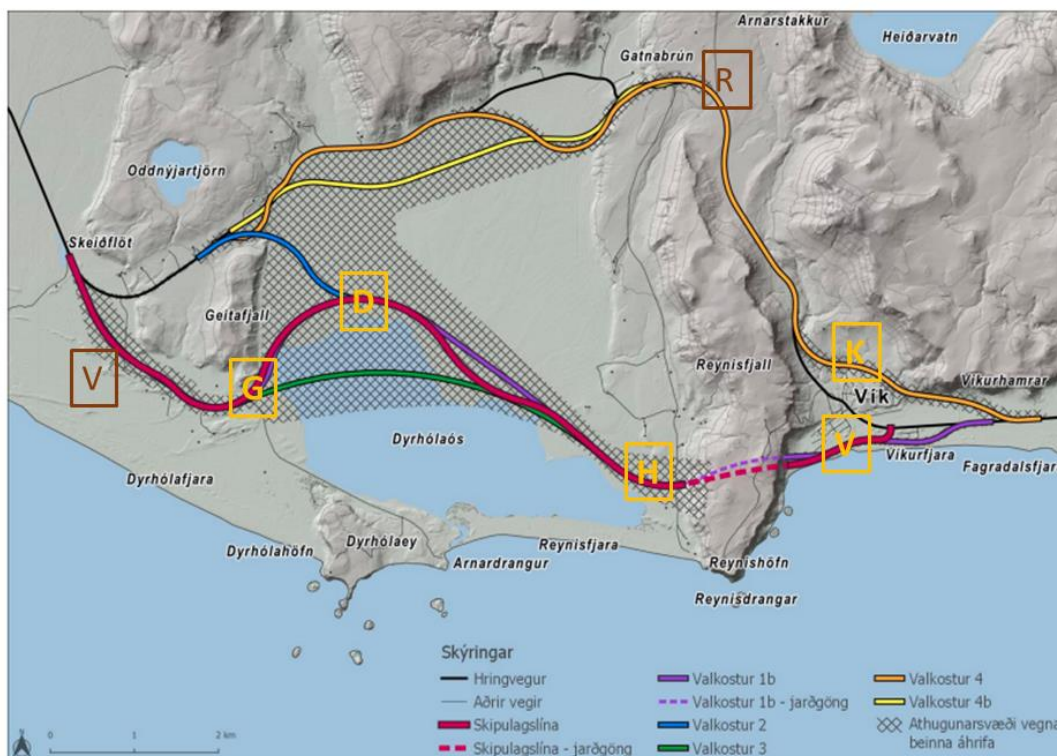 Arnarstakkur
Heiðarvatn
Gatnabrún
R
Oddnýjartjörn
Skeiðflöt
D
Geitafjall
K
Reynisfjall
V
G
Víkurhamrar
Vík
V
Dyrhólaós
Víkurfjara
H
Fagradalsfjar
Dyrhólafjara
Dyrhólahöfn
Dyrhólaey
Reynisfjara
Arnardrangur
Reynishöfn
Reynisdrangar
Skýringar
Hringvegur
Aðrir vegir
Skipulagslína
Skipulagslína - jarðgöng
Valkostur 1b
Valkostur 1b - jarðgöng
Valkostur 2
Valkostur 3
Valkostur 4
Valkostur 4b
Athugunarsvæði vegna
beinna áhrifa
N
0 1 2 km